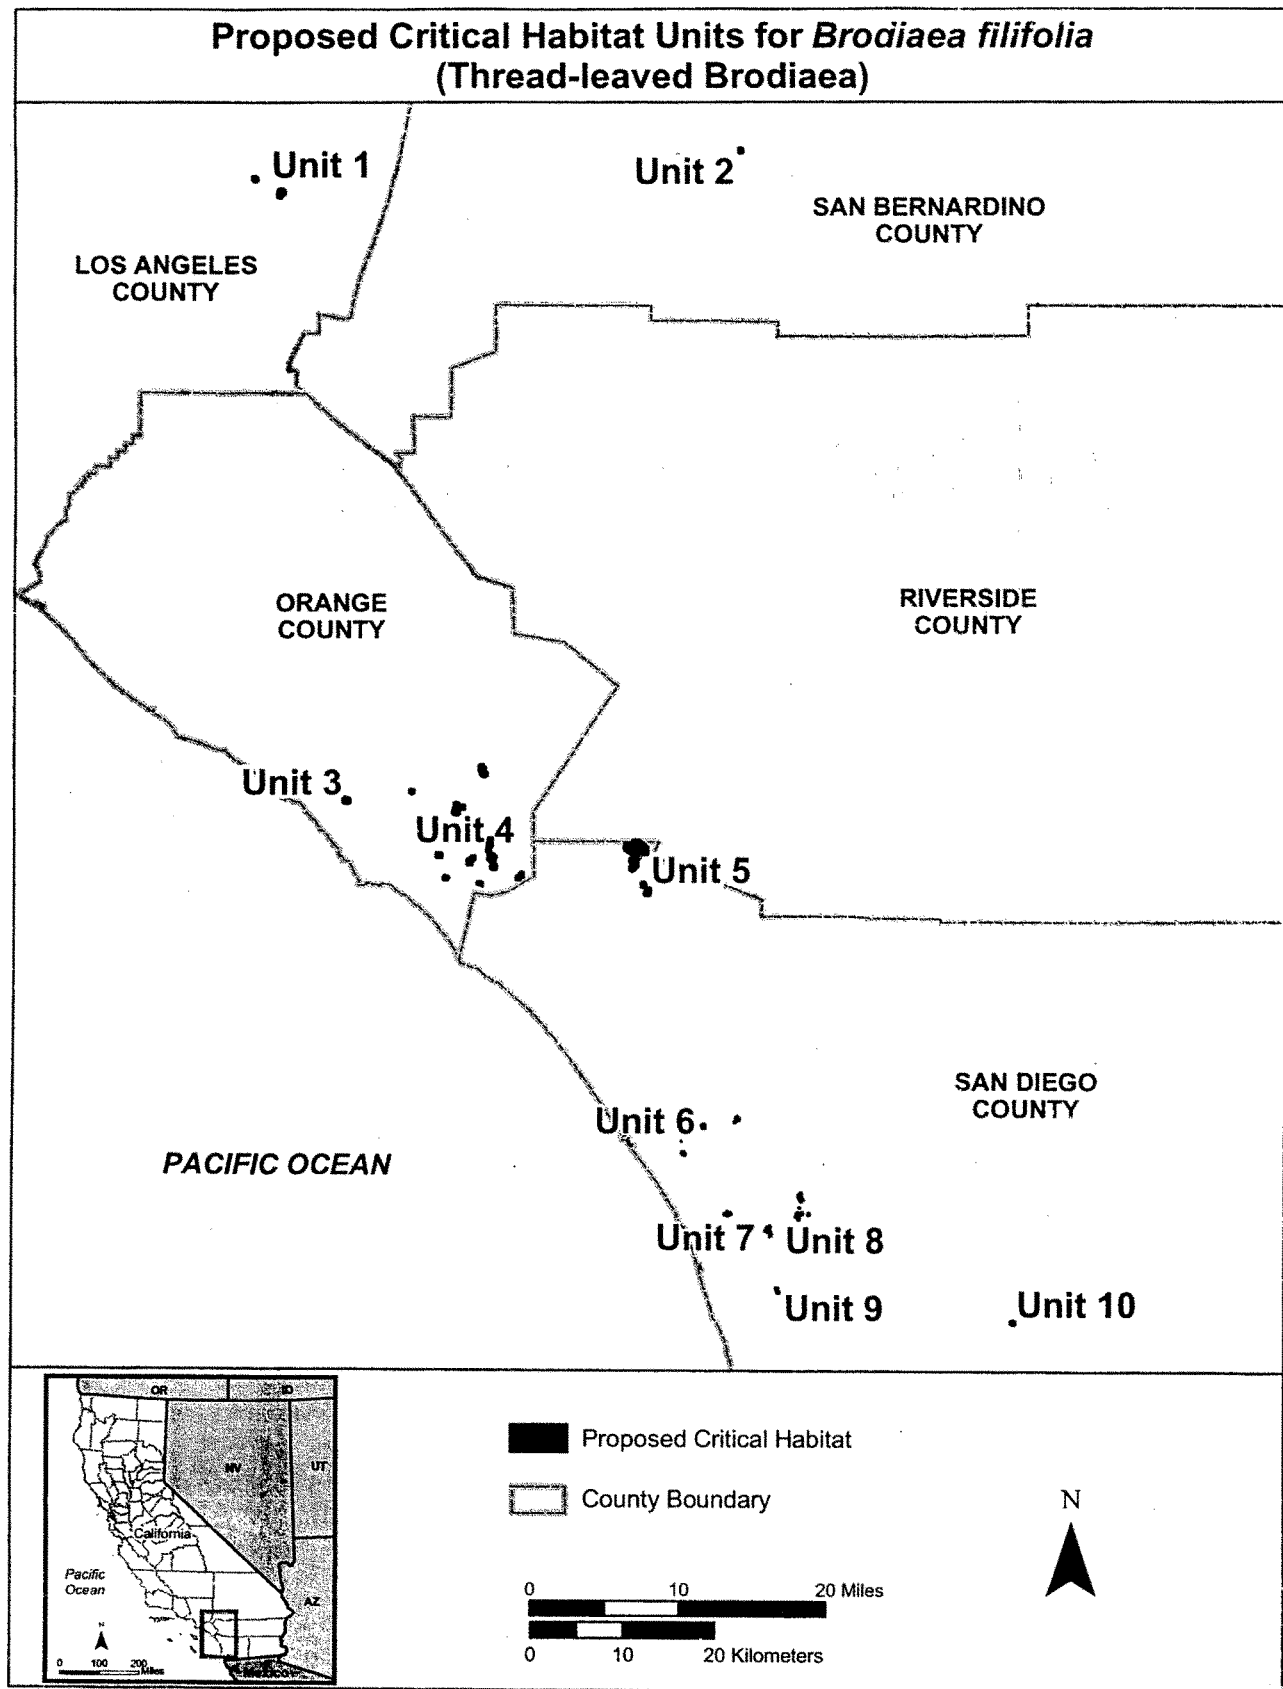 Proposed Critical Habitat Units for Brodiaea filifolia
(Thread-leaved Brodiaea)
Unit 1
Unit 2
SAN BERNARDINO
COUNTY
LOS ANGELES
COUNTY
ORANGE
COUNTY
RIVERSIDE
COUNTY
Unit 3
Unit 4
Unit 5
SAN DIEGO
COUNTY
Unit 6
PACIFIC OCEAN
Unit 7
Unit 8
Unit 9
Unit 10
OR
ID
NV
UT
California
Pacific
Ocean
AZ
N
0 100 200
Miles
Mexico
Proposed Critical Habitat
County Boundary
N
0 10 20 Miles
0 10 20 Kilometers